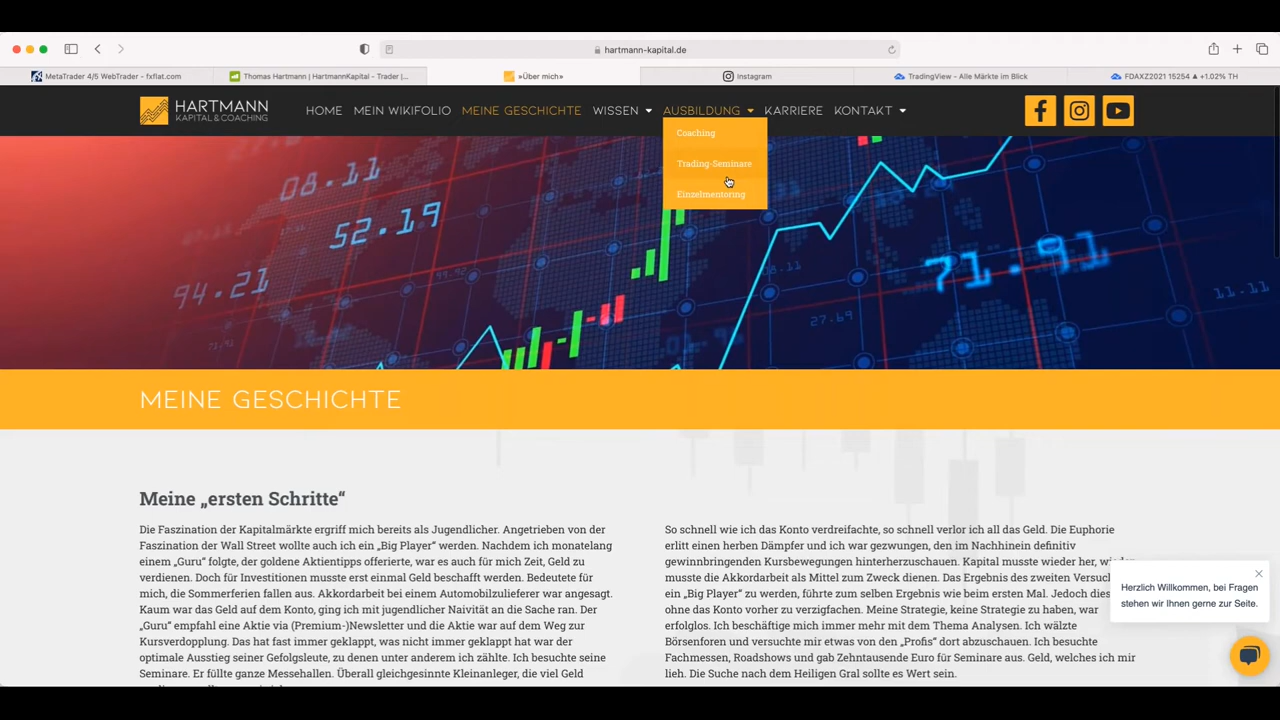 hartmann-kapital.de
MetaTrader 4/5 WebTrader - fxflat.com
Thomas Hartmann | HartmannKapital - Trader |...
»Über mich«
Instagram
TradingView - Alle Märkte im Blick
FDAXZ2021 15254 ▲ +1.02% TH
HARTMANN
KAPITAL & COACHING
HOME MEIN WIKIFOLIO MEINE GESCHICHTE WISSEN AUSBILDUNG KARRIERE KONTAKT
Coaching
Trading-Seminare
Einzelmentoring
08.11
52.19
94.21
71.91
27.69
11.11
MEINE GESCHICHTE
Meine „ersten Schritte“
Die Faszination der Kapitalmärkte ergriff mich bereits als Jugendlicher. Angetrieben von der
Faszination der Wall Street wollte auch ich ein „Big Player“ werden. Nachdem ich monatelang
einem „Guru“ folgte, der goldene Aktientipps offerierte, war es auch für mich Zeit, Geld zu
verdienen. Doch für Investitionen musste erst einmal Geld beschafft werden. Bedeutete für
mich, die Sommerferien fallen aus. Akkordarbeit bei einem Automobilzulieferer war angesagt.
Kaum war das Geld auf dem Konto, ging ich mit jugendlicher Naivität an die Sache ran. Der
„Guru“ empfahl eine Aktie via (Premium-)Newsletter und die Aktie war auf dem Weg zur
Kursverdopplung. Das hat fast immer geklappt, was nicht immer geklappt hat war der
optimale Ausstieg seiner Gefolgsleute, zu denen unter anderem ich zählte. Ich besuchte seine
Seminare. Er füllte ganze Messehallen. Überall gleichgesinnte Kleinanleger, die viel Geld
So schnell wie ich das Konto verdreifachte, so schnell verlor ich all das Geld. Die Euphorie
erlitt einen herben Dämpfer und ich war gezwungen, den im Nachhinein definitiv
gewinnbringenden Kursbewegungen hinterherzuschauen. Kapital musste wieder her,
musste die Akkordarbeit als Mittel zum Zweck dienen. Das Ergebnis des zweiten
ein „Big Player“ zu werden, führte zum selben Ergebnis wie beim ersten Mal. Jedoch
ohne das Konto vorher zu verzigfachen. Meine Strategie, keine Strategie zu haben, war
erfolglos. Ich beschäftige mich immer mehr mit dem Thema Analysen. Ich wälzte
Börsenforen und versuchte mir etwas von den „Profis“ dort abzuschauen. Ich besuchte
Fachmessen, Roadshows und gab Zehntausende Euro für Seminare aus. Geld, welches ich mir
lieh. Die Suche nach dem Heiligen Gral sollte es Wert sein.
Herzlich Willkommen, bei Fragen
stehen wir Ihnen gerne zur Seite.